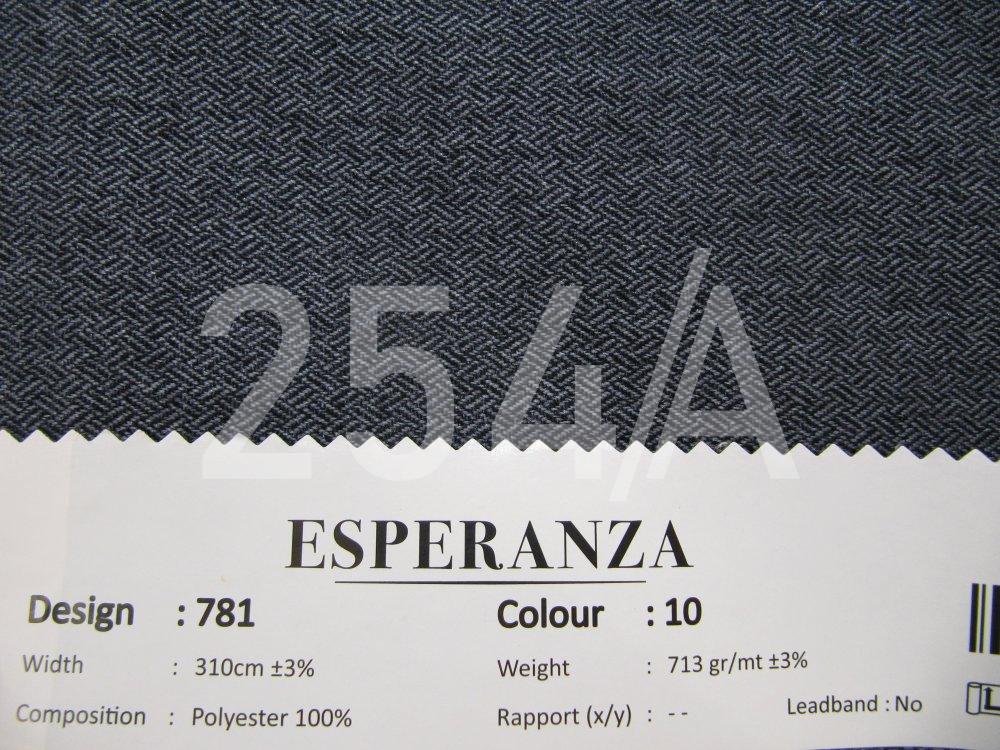 254/A
ESPERANZA
Design : 781 Colour : 10
Width : 310cm ±3% Weight : 713 gr/mt ±3%
Composition : Polyester 100% Rapport (x/y) : -- Leadband : No